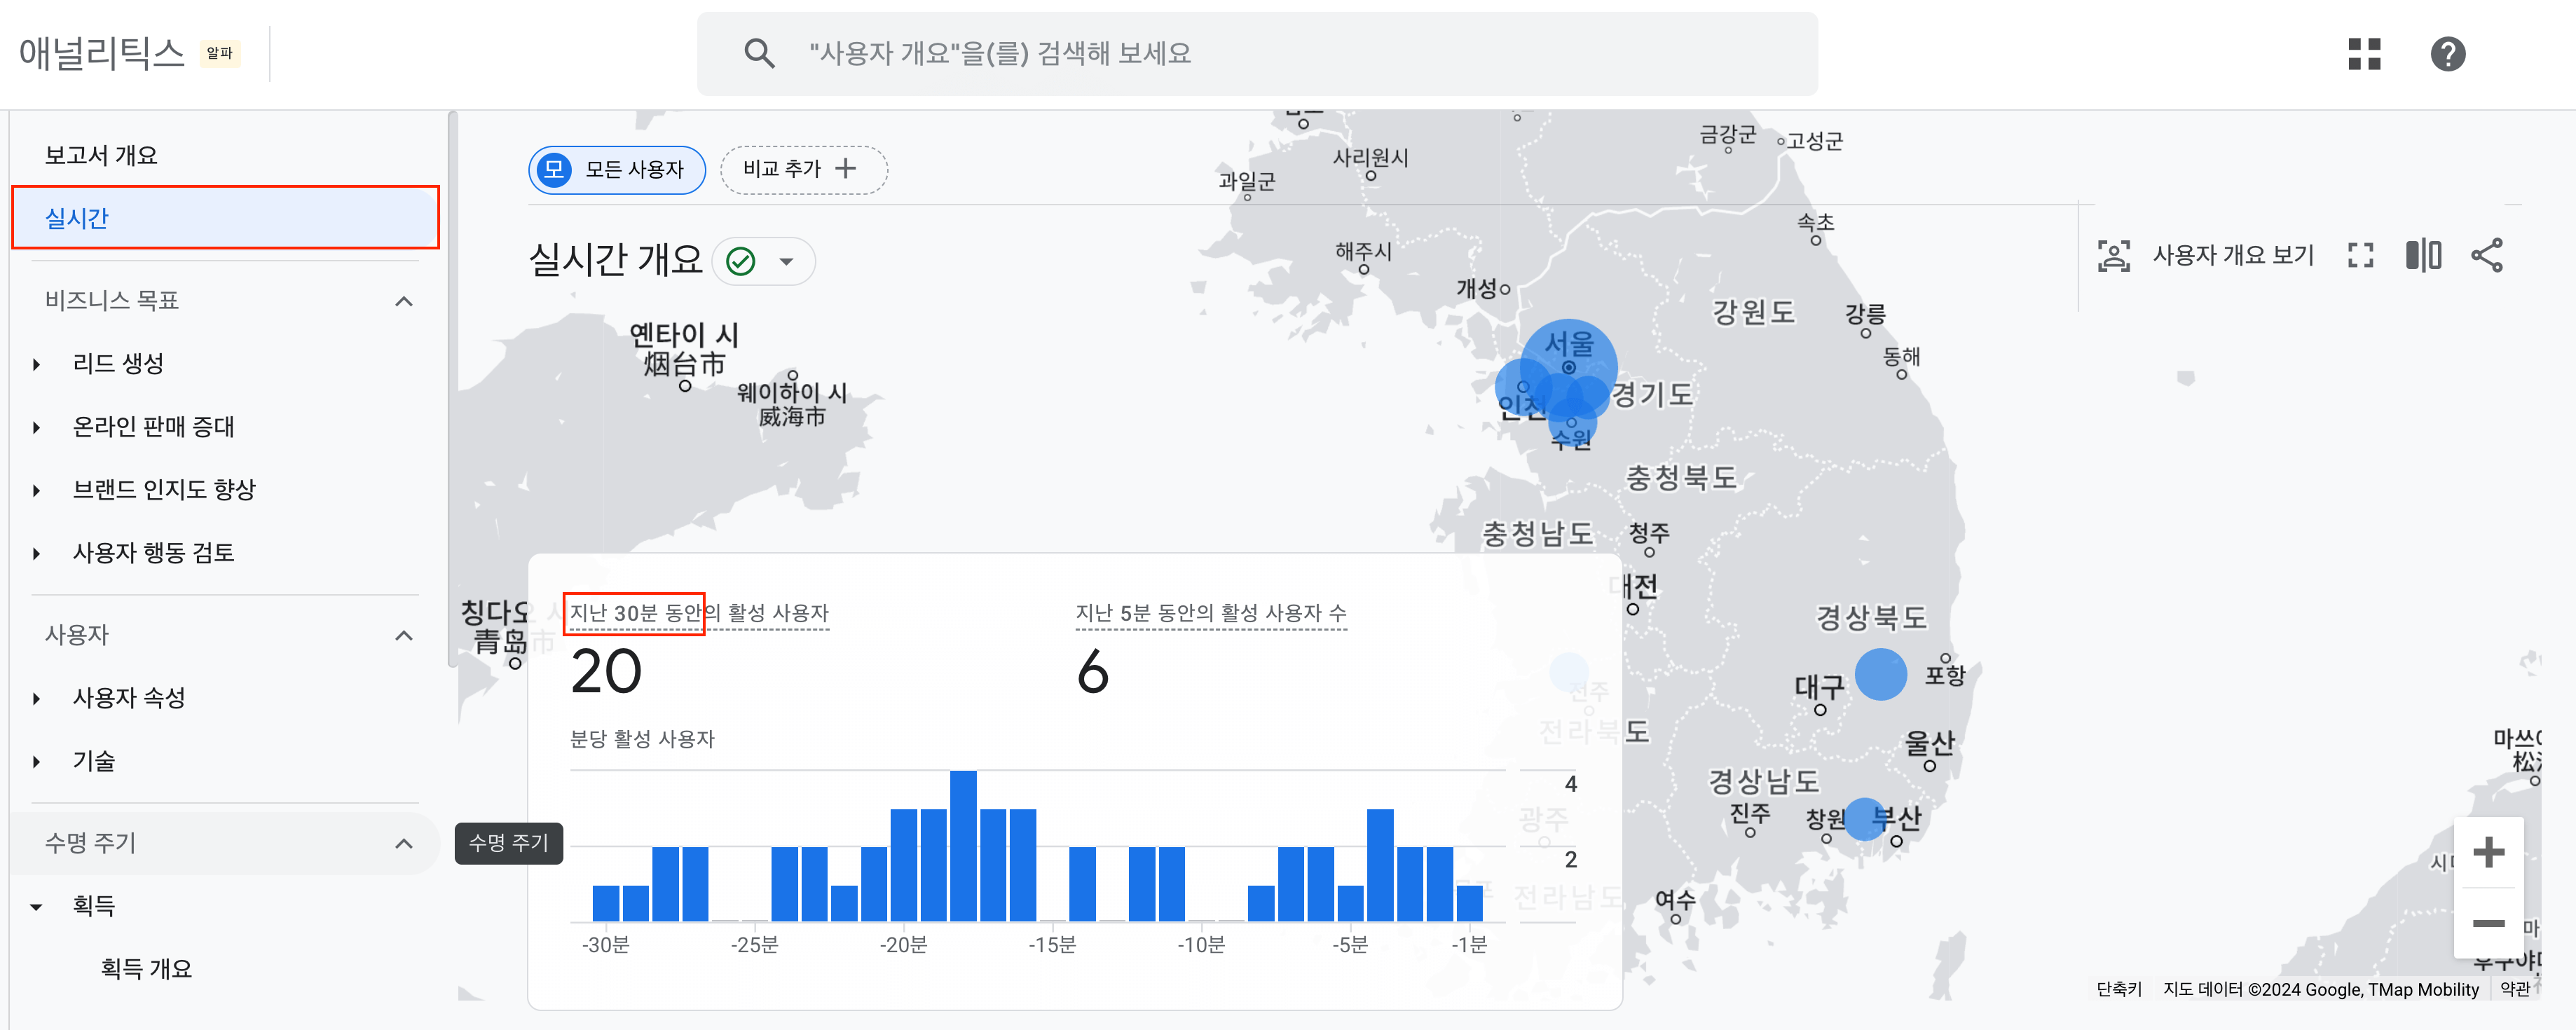 애널리틱스 알파
"사용자 개요"을(를) 검색해 보세요
보고서 개요
실시간
비즈니스 목표
리드 생성
온라인 판매 증대
브랜드 인지도 향상
사용자 행동 검토
사용자
사용자 속성
기술
수명 주기
획득
획득 개요
수명 주기
모 모든 사용자
비교 추가
실시간 개요
사용자 개요 보기
사리원시
과일군
금강군
고성군
속초
해주시
개성
강원도
강릉
동해
서울
인천
경기도
수원
충청북도
충청남도
청주
대전
경상북도
대구
포항
울산
경상남도
진주
창원
부산
여수
전주
전라북도
광주
전라남도
옌타이 시
烟台市
웨이하이 시
威海市
칭다오 시
青岛市
지난 30분 동안의 활성 사용자
20
지난 5분 동안의 활성 사용자 수
6
분당 활성 사용자
4
2
-30분
-25분
-20분
-15분
-10분
-5분
-1분
단축키
지도 데이터 ©2024 Google, TMap Mobility
약관